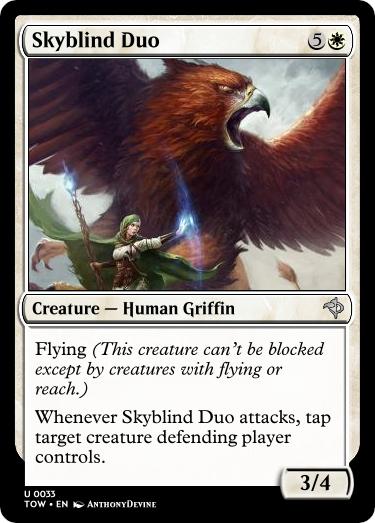 Skyblind Duo 5
Creature — Human Griffin
Flying (This creature can't be blocked
except by creatures with flying or
reach.)
Whenever Skyblind Duo attacks, tap
target creature defending player
controls.
3/4
U 0033
TOW • EN AnthonyDevine